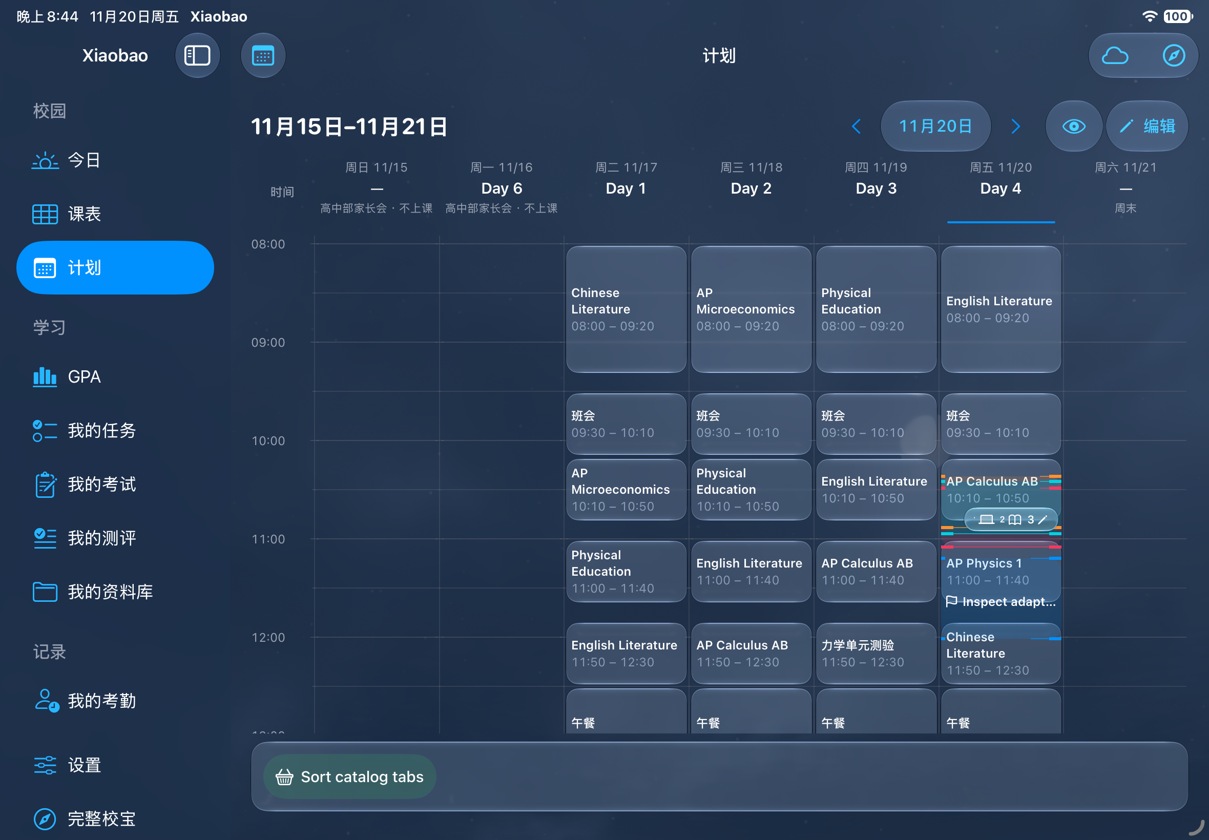 晚上8:44 11月20日周五 Xiaobao
100
Xiaobao
计划
校园
今日
课表
计划
学习
GPA
我的任务
我的考试
我的测评
我的资料库
记录
我的考勤
设置
完整校宝
11月15日–11月21日
11月20日
编辑
时间
周日 11/15
—
高中部家长会 · 不上课
周一 11/16
Day 6
高中部家长会 · 不上课
周二 11/17
Day 1
周三 11/18
Day 2
周四 11/19
Day 3
周五 11/20
Day 4
周六 11/21
—
周末
08:00
09:00
10:00
11:00
12:00
Chinese
Literature
08:00 – 09:20
班会
09:30 – 10:10
AP
Microeconomics
10:10 – 10:50
Physical
Education
11:00 – 11:40
English Literature
11:50 – 12:30
午餐
AP
Microeconomics
08:00 – 09:20
班会
09:30 – 10:10
Physical
Education
10:10 – 10:50
English Literature
11:00 – 11:40
AP Calculus AB
11:50 – 12:30
午餐
Physical
Education
08:00 – 09:20
班会
09:30 – 10:10
English Literature
10:10 – 10:50
AP Calculus AB
11:00 – 11:40
力学单元测验
11:50 – 12:30
午餐
English Literature
08:00 – 09:20
班会
09:30 – 10:10
AP Calculus AB
10:10 – 10:50
2 3
AP Physics 1
11:00 – 11:40
Inspect adapt...
Chinese
Literature
11:50 – 12:30
午餐
Sort catalog tabs